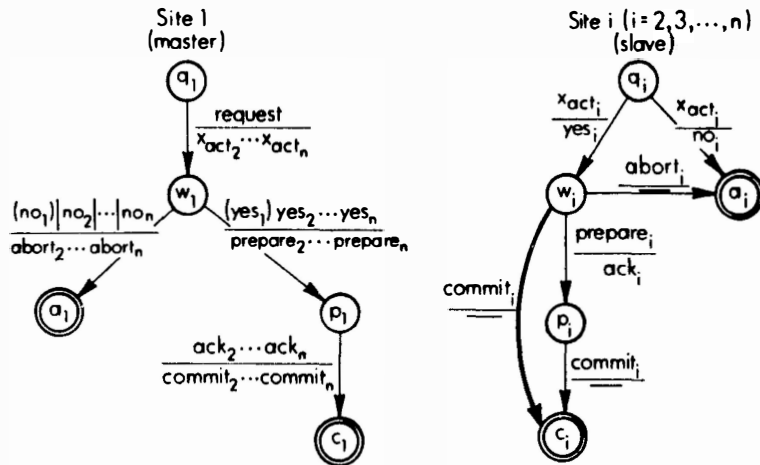 Site 1
(master)
q₁
request
xact₂ ⋯ xactₙ
w₁
(no₁)|no₂|⋯|noₙ
abort₂ ⋯ abortₙ
(yes₁) yes₂ ⋯ yesₙ
prepare₂ ⋯ prepareₙ
a₁
p₁
ack₂ ⋯ ackₙ
commit₂ ⋯ commitₙ
c₁
Site i (i = 2, 3, ..., n)
(slave)
qᵢ
xactᵢ
yesᵢ
xactᵢ
noᵢ
wᵢ
abortᵢ
aᵢ
prepareᵢ
ackᵢ
commitᵢ
pᵢ
commitᵢ
cᵢ